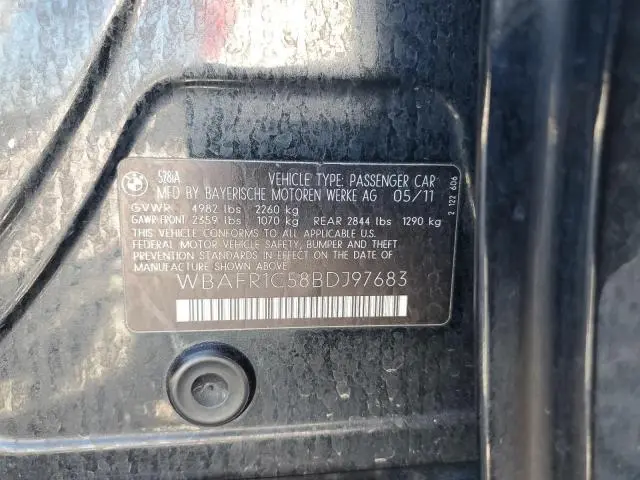 BMW
528iA VEHICLE TYPE: PASSENGER CAR
MFD BY BAYERISCHE MOTOREN WERKE AG 05/11
GVWR: 4982 lbs 2260 kg
GAWR-FRONT 2359 lbs 1070 kg REAR 2844 lbs 1290 kg
THIS VEHICLE CONFORMS TO ALL APPLICABLE
FEDERAL MOTOR VEHICLE SAFETY, BUMPER AND THEFT
PREVENTION STANDARDS IN EFFECT ON THE DATE OF
MANUFACTURE SHOWN ABOVE.
WBAFR1C58BDJ97683
2 122 606